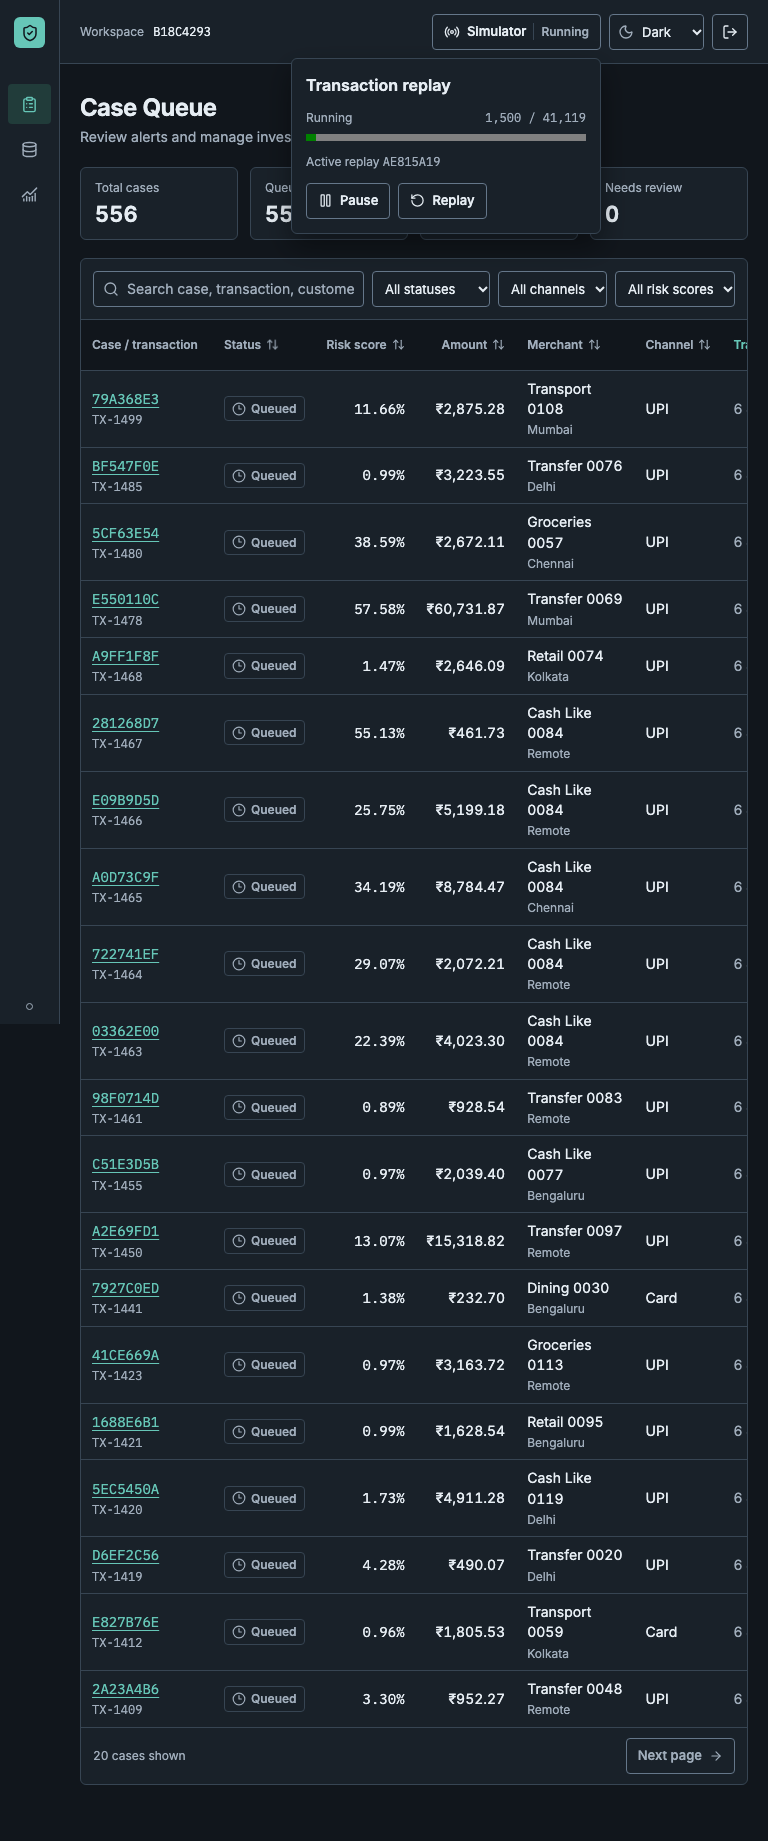 Workspace B18C4293
Simulator Running
Dark
Transaction replay
Running 1,500 / 41,119
Active replay AE815A19
Pause Replay
Case Queue
Review alerts and manage
Total cases
556
Needs review
0
Search case, transaction, custome
All statuses
All channels
All risk scores
Case / transaction Status Risk score Amount Merchant Channel
79A368E3 TX-1499 Queued 11.66% ₹2,875.28 Transport 0108 Mumbai UPI 6
BF547F0E TX-1485 Queued 0.99% ₹3,223.55 Transfer 0076 Delhi UPI 6
5CF63E54 TX-1480 Queued 38.59% ₹2,672.11 Groceries 0057 Chennai UPI 6
E550110C TX-1478 Queued 57.58% ₹60,731.87 Transfer 0069 Mumbai UPI 6
A9FF1F8F TX-1468 Queued 1.47% ₹2,646.09 Retail 0074 Kolkata UPI 6
281268D7 TX-1467 Queued 55.13% ₹461.73 Cash Like 0084 Remote UPI 6
E09B9D5D TX-1466 Queued 25.75% ₹5,199.18 Cash Like 0084 Remote UPI 6
A0D73C9F TX-1465 Queued 34.19% ₹8,784.47 Cash Like 0084 Chennai UPI 6
722741EF TX-1464 Queued 29.07% ₹2,072.21 Cash Like 0084 Remote UPI 6
03362E00 TX-1463 Queued 22.39% ₹4,023.30 Cash Like 0084 Remote UPI 6
98F0714D TX-1461 Queued 0.89% ₹928.54 Transfer 0083 Remote UPI 6
C51E3D5B TX-1455 Queued 0.97% ₹2,039.40 Cash Like 0077 Bengaluru UPI 6
A2E69FD1 TX-1450 Queued 13.07% ₹15,318.82 Transfer 0097 Remote UPI 6
7927C0ED TX-1441 Queued 1.38% ₹232.70 Dining 0030 Bengaluru Card 6
41CE669A TX-1423 Queued 0.97% ₹3,163.72 Groceries 0113 Remote UPI 6
1688E6B1 TX-1421 Queued 0.99% ₹1,628.54 Retail 0095 Bengaluru UPI 6
5EC5450A TX-1420 Queued 1.73% ₹4,911.28 Cash Like 0119 Delhi UPI 6
D6EF2C56 TX-1419 Queued 4.28% ₹490.07 Transfer 0020 Delhi UPI 6
E827B76E TX-1412 Queued 0.96% ₹1,805.53 Transport 0059 Kolkata Card 6
2A23A4B6 TX-1409 Queued 3.30% ₹952.27 Transfer 0048 Remote UPI 6
20 cases shown
Next page